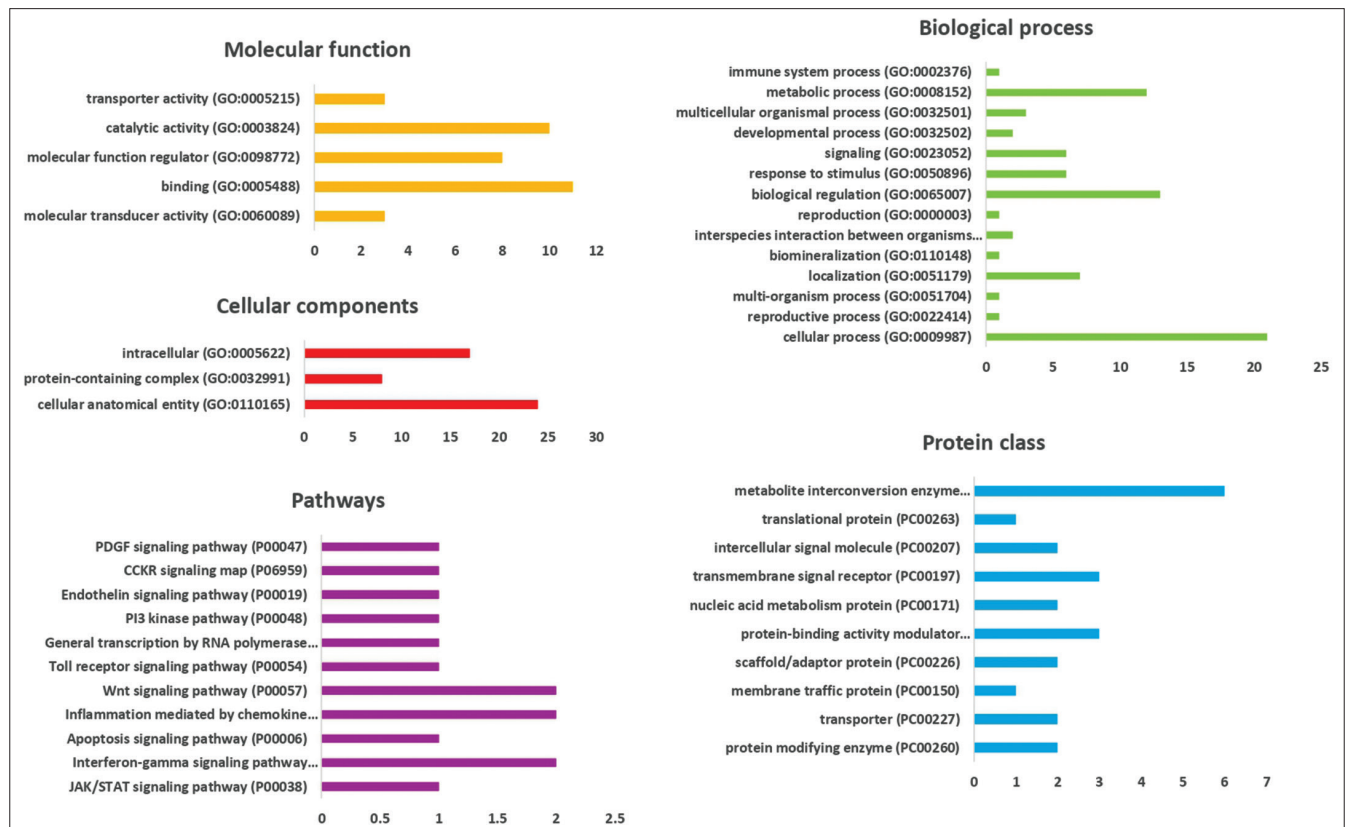 Molecular function
transporter activity (GO:0005215)
catalytic activity (GO:0003824)
molecular function regulator (GO:0098772)
binding (GO:0005488)
molecular transducer activity (GO:0060089)
0 2 4 6 8 10 12
Cellular components
intracellular (GO:0005622)
protein-containing complex (GO:0032991)
cellular anatomical entity (GO:0110165)
0 5 10 15 20 25 30
Pathways
PDGF signaling pathway (P00047)
CCKR signaling map (P06959)
Endothelin signaling pathway (P00019)
PI3 kinase pathway (P00048)
General transcription by RNA polymerase...
Toll receptor signaling pathway (P00054)
Wnt signaling pathway (P00057)
Inflammation mediated by chemokine...
Apoptosis signaling pathway (P00006)
Interferon-gamma signaling pathway...
JAK/STAT signaling pathway (P00038)
0 0.5 1 1.5 2 2.5
Biological process
immune system process (GO:0002376)
metabolic process (GO:0008152)
multicellular organismal process (GO:0032501)
developmental process (GO:0032502)
signaling (GO:0023052)
response to stimulus (GO:0050896)
biological regulation (GO:0065007)
reproduction (GO:0000003)
interspecies interaction between organisms...
biomineralization (GO:0110148)
localization (GO:0051179)
multi-organism process (GO:0051704)
reproductive process (GO:0022414)
cellular process (GO:0009987)
0 5 10 15 20 25
Protein class
metabolite interconversion enzyme...
translational protein (PC00263)
intercellular signal molecule (PC00207)
transmembrane signal receptor (PC00197)
nucleic acid metabolism protein (PC00171)
protein-binding activity modulator...
scaffold/adaptor protein (PC00226)
membrane traffic protein (PC00150)
transporter (PC00227)
protein modifying enzyme (PC00260)
0 1 2 3 4 5 6 7